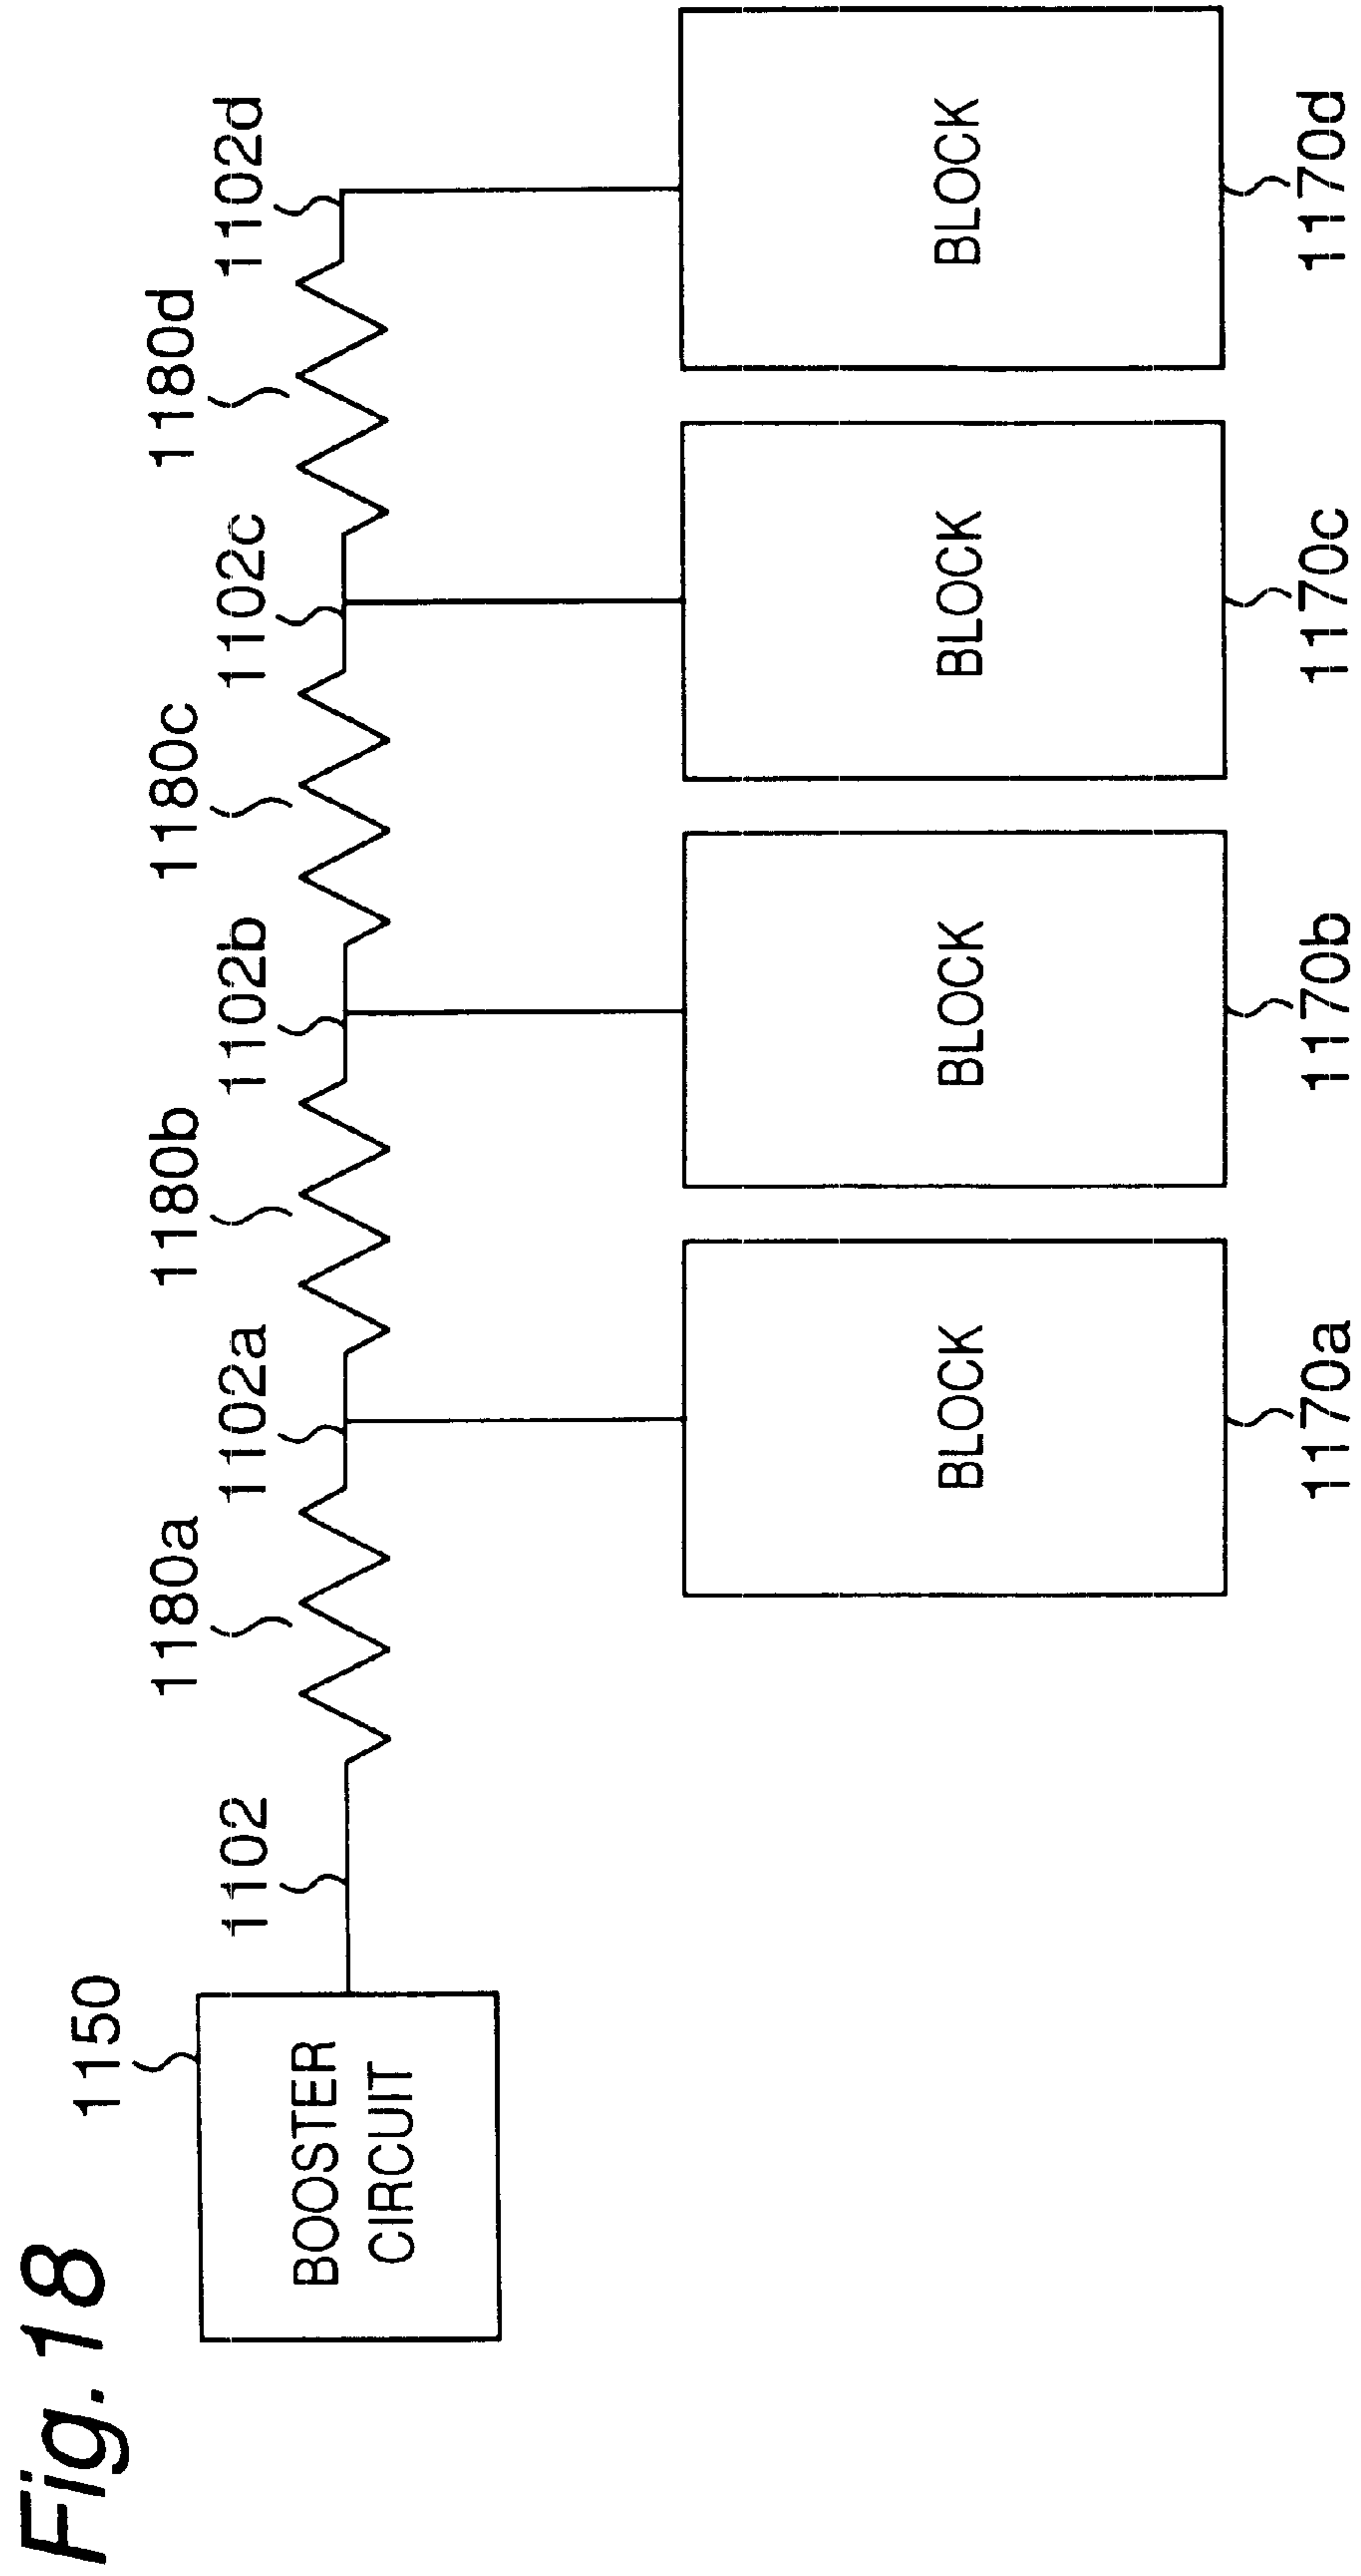 Fig.18
1150
BOOSTER
CIRCUIT
1102
1180a
1102a
1180b
1102b
1180c
1102c
1180d
1102d
BLOCK
BLOCK
BLOCK
BLOCK
1170a
1170b
1170c
1170d